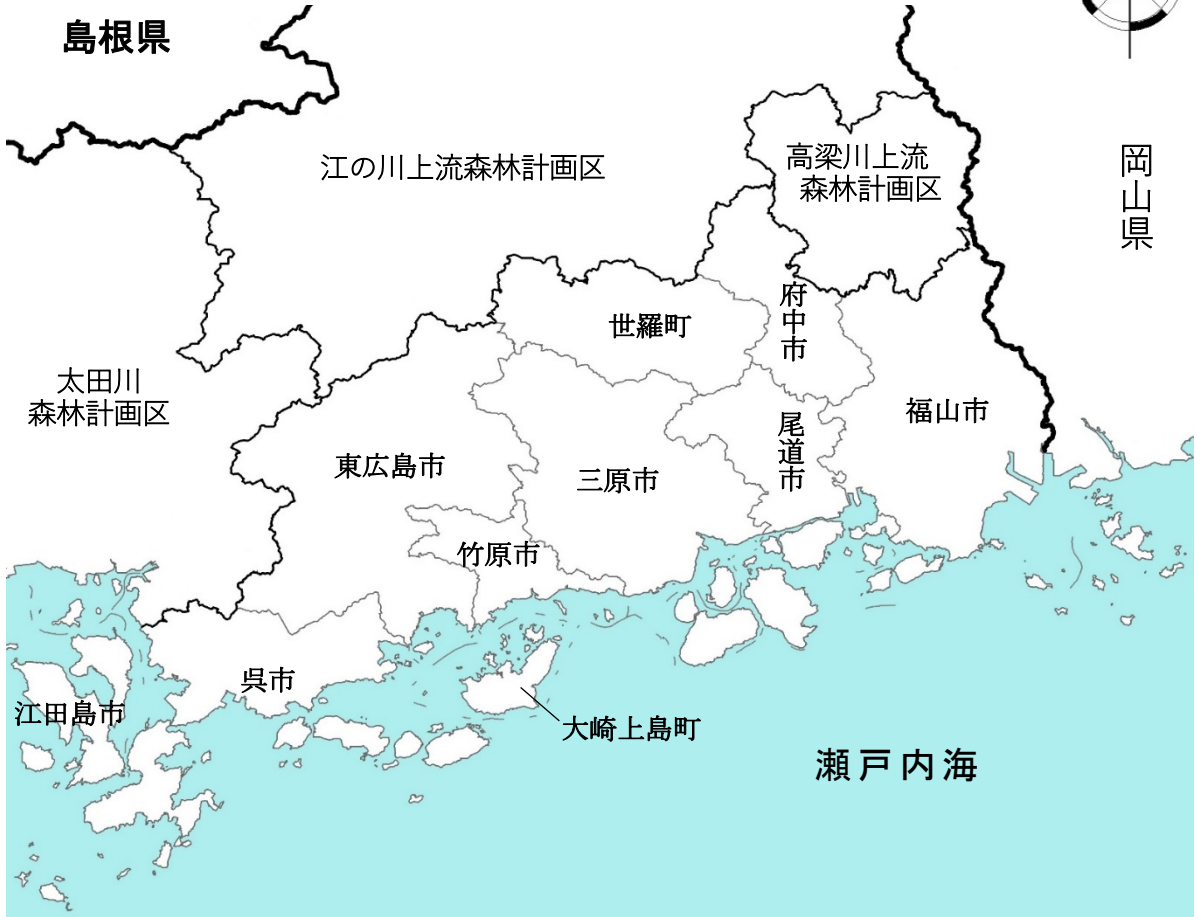 島根県
江の川上流森林計画区
高梁川上流
森林計画区
岡山県
世羅町
府中市
太田川
森林計画区
東広島市
三原市
尾道市
福山市
竹原市
呉市
江田島市
大崎上島町
瀬戸内海